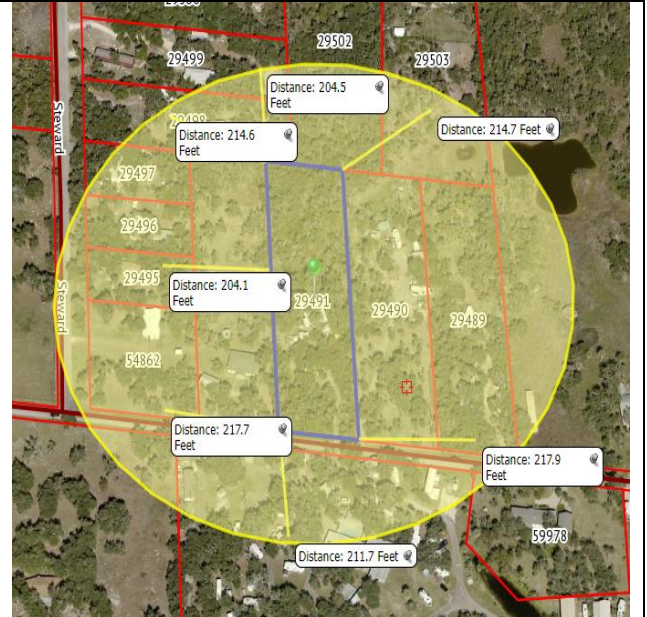 29502
29499
29503
Distance: 204.5
Feet
Steward
29498
Distance: 214.6
Feet
Distance: 214.7 Feet
29497
29496
29495
Distance: 204.1
Feet
Steward
29491
29490
29489
54862
Distance: 217.7
Feet
Distance: 217.9
Feet
59978
Distance: 211.7 Feet